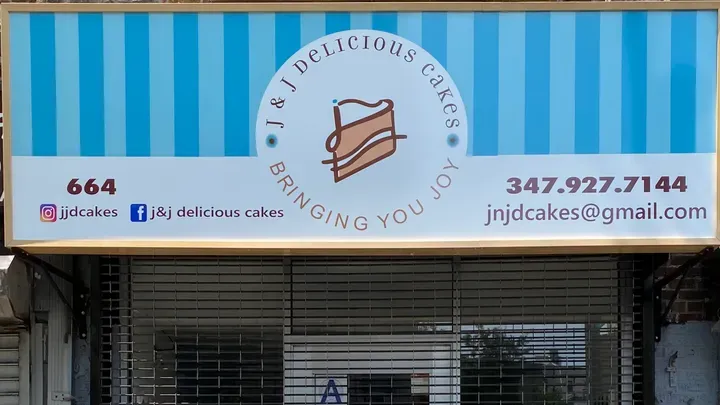 J & J DELICIOUS CAKES
BRINGING YOU JOY
664
jjdcakes
j&j delicious cakes
347.927.7144
jnjdcakes@gmail.com
A